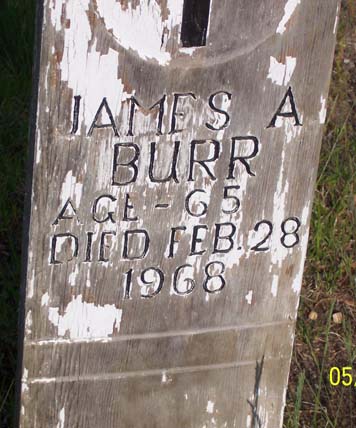 JAMES A
BURR
AGE - 65
DIED FEB. 28
1968
05